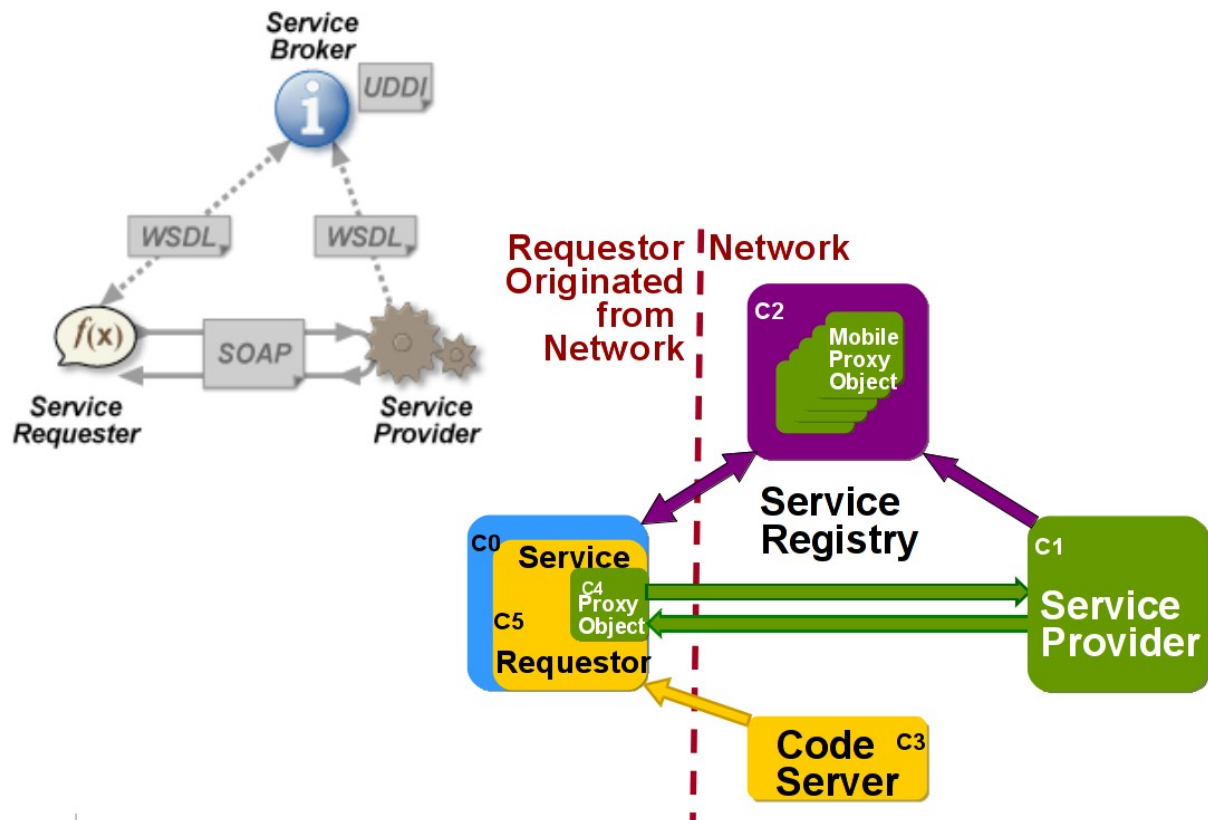 Service
Broker
i
UDDI
WSDL
WSDL
f(x)
SOAP
Service
Requester
Service
Provider
Requestor
Originated
from
Network
Network
C2
Mobile
Proxy
Object
Service
Registry
C0
Service
C4
Proxy
Object
C5
Requestor
C1
Service
Provider
Code
Server
C3